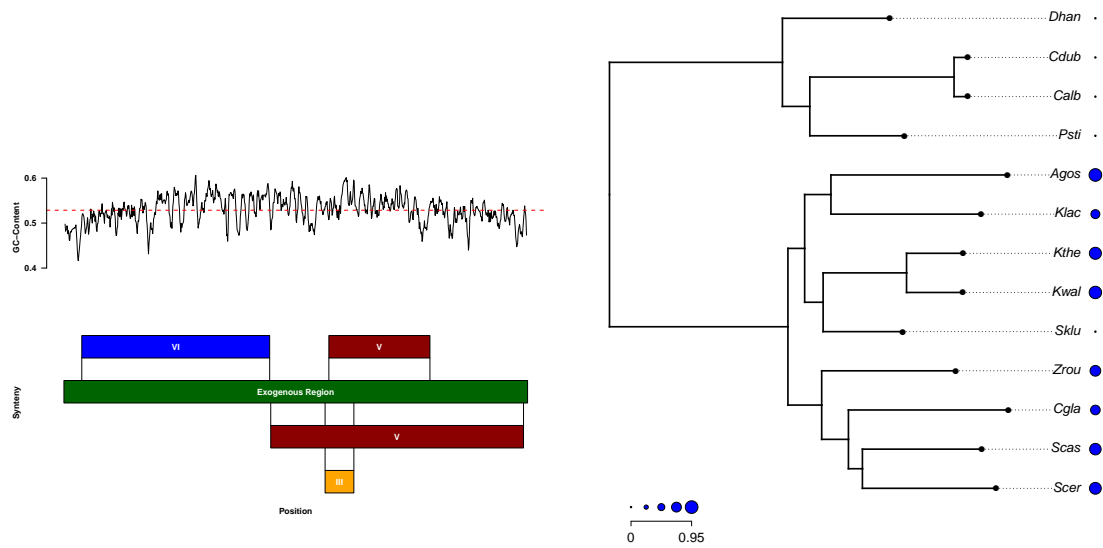 0.6
0.5
0.4
GC−Content
VI
V
Exogenous Region
V
III
Synteny
Position
Dhan
Cdub
Calb
Psti
Agos
Klac
Kthe
Kwal
Sklu
Zrou
Cgla
Scas
Scer
0 0.95